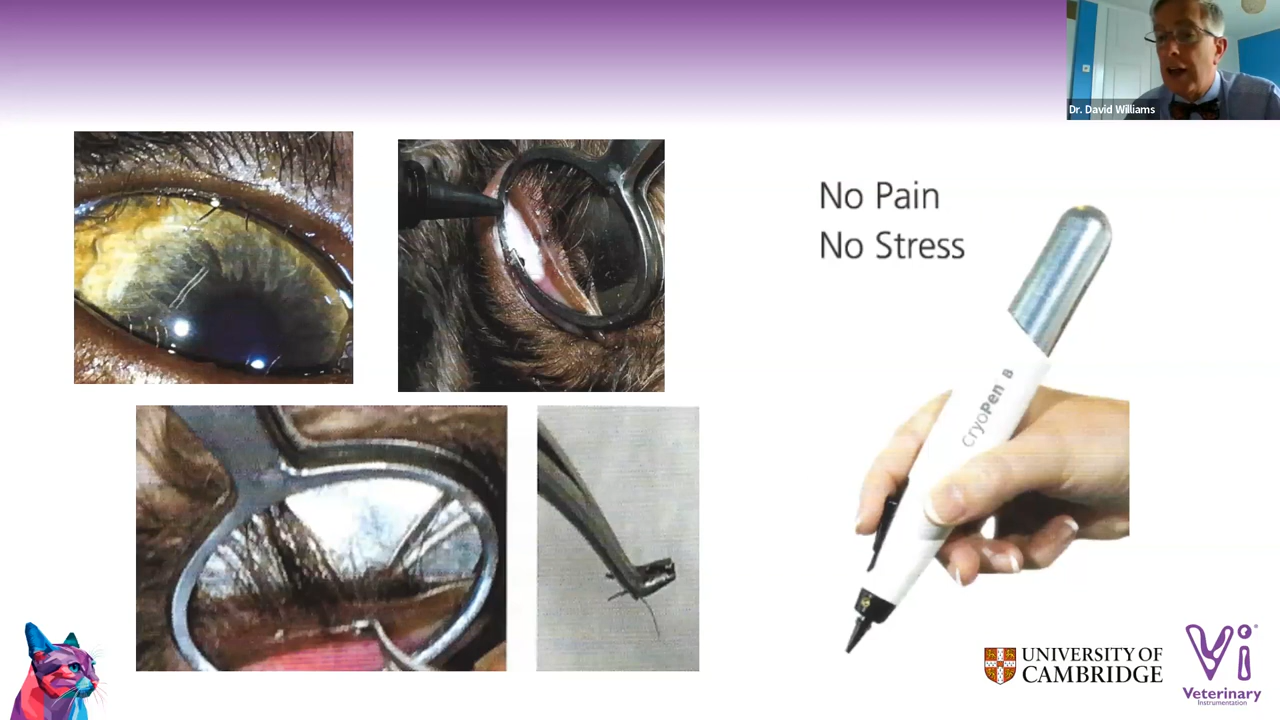 Dr. David Williams
No Pain
No Stress
CryoPen B
UNIVERSITY OF
CAMBRIDGE
Vi
Veterinary
Instrumentation